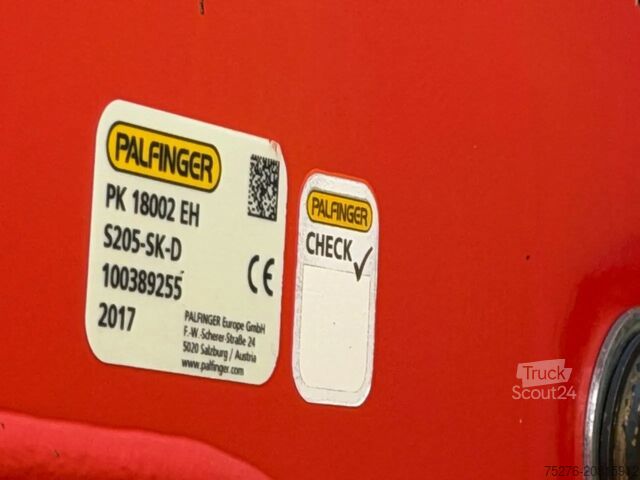 PALFINGER
PK 18002 EH
S205-SK-D
100389255
2017
CE
PALFINGER Europe GmbH
F.-W.-Scherer-Straße 24
5020 Salzburg / Austria
www.palfinger.com
PALFINGER
CHECK
Truck
Scout24